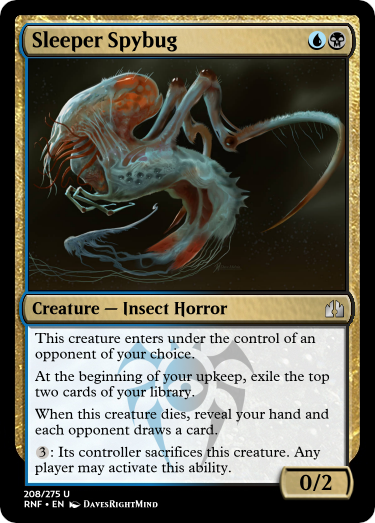 Sleeper Spybug
Creature — Insect Horror
This creature enters under the control of an
opponent of your choice.
At the beginning of your upkeep, exile the top
two cards of your library.
When this creature dies, reveal your hand and
each opponent draws a card.
3: Its controller sacrifices this creature. Any
player may activate this ability.
0/2
208/275 U
RNF • EN DavesRightMind